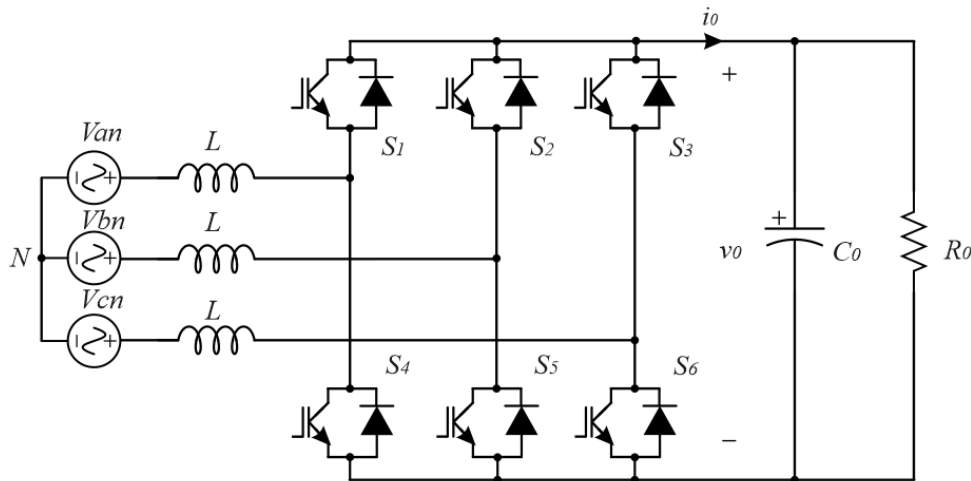 i0
+
S1
S2
S3
Van
L
Vbn
L
N
Vcn
L
+
v0
C0
R0
S4
S5
S6
−